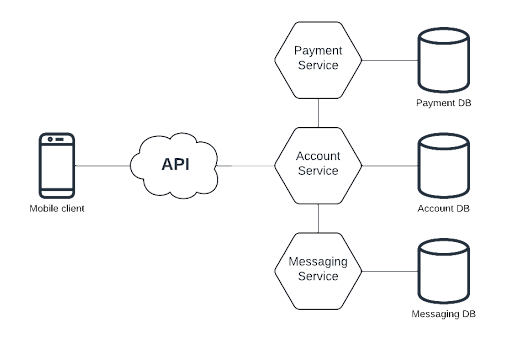 Payment
Service
Payment DB
API
Account
Service
Mobile client
Account DB
Messaging
Service
Messaging DB